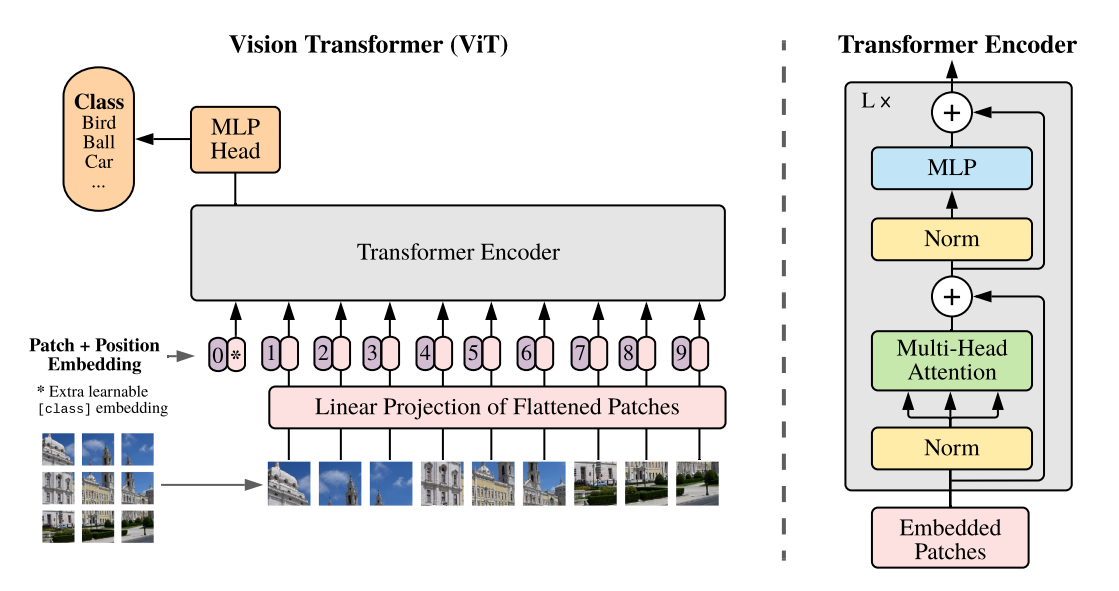 Vision Transformer (ViT)
Class
Bird
Ball
Car
...
MLP
Head
Transformer Encoder
Patch + Position
Embedding
0 * 1 2 3 4 5 6 7 8 9
* Extra learnable
[class] embedding
Linear Projection of Flattened Patches
Transformer Encoder
L ×
+
MLP
Norm
+
Multi-Head
Attention
Norm
Embedded
Patches